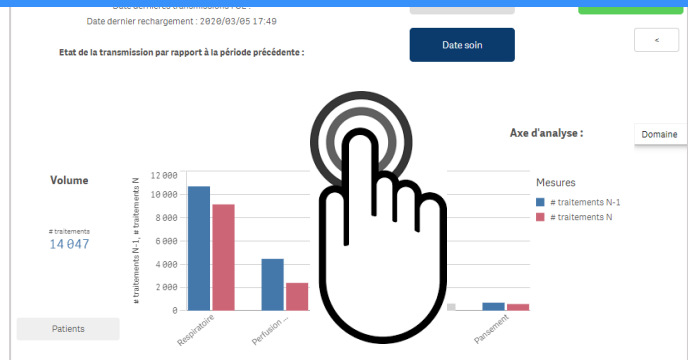 Date dernier rechargement : 2020/03/05 17:49
Date soin
<
Etat de la transmission par rapport à la période précédente :
Axe d'analyse :
Domaine
Volume
# traitements
14 047
Patients
# traitements N-1, # traitements N
12 000
10 000
8 000
6 000
4 000
2 000
0
Respiratoire
Perfusion ...
Pansement
Mesures
# traitements N-1
# traitements N